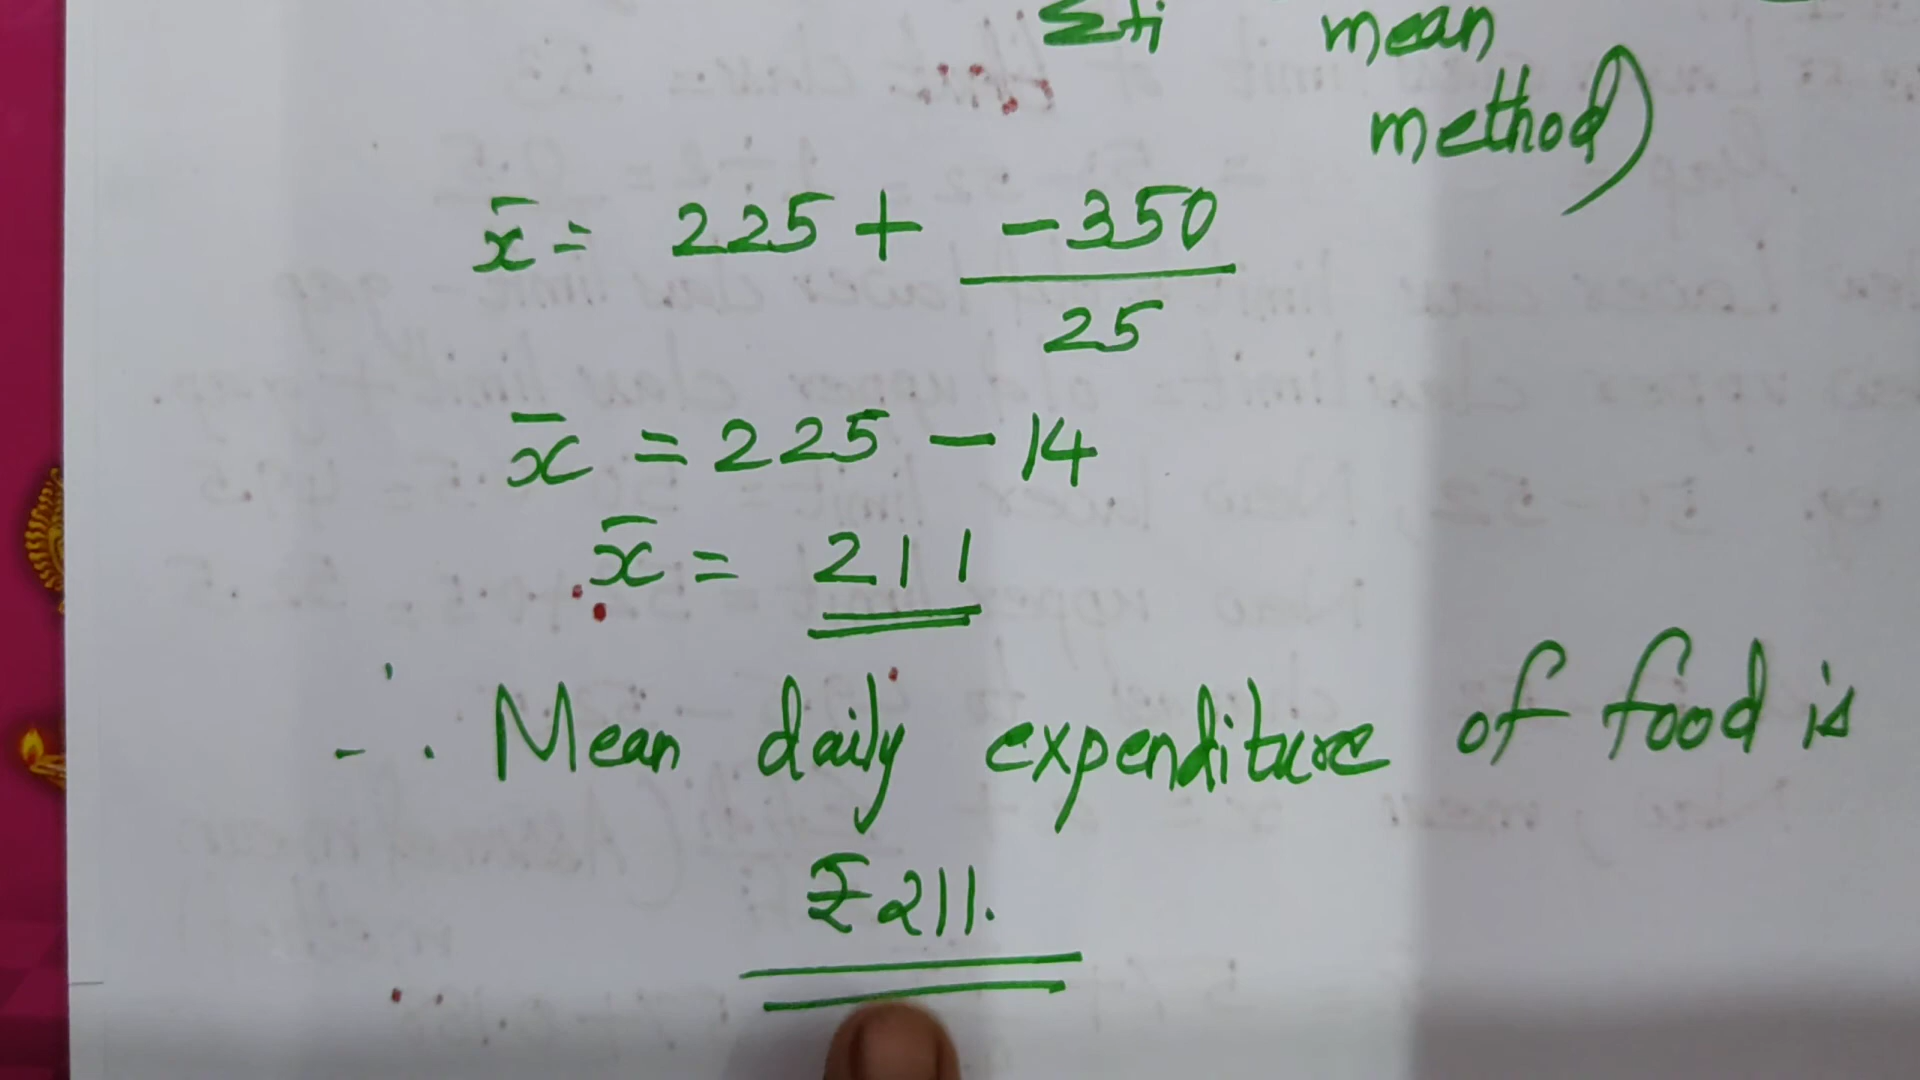 Σfi mean
method)
x̄ = 225 + -350
25
x̄ = 225 - 14
x̄ = 211
∴ Mean daily expenditure of food is
₹211.